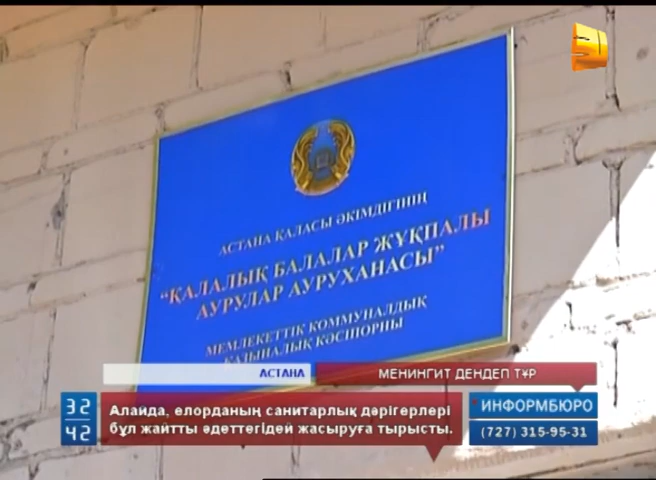 31
АСТАНА ҚАЛАСЫ ӘКІМДІГІНІҢ
“ҚАЛАЛЫҚ БАЛАЛАР ЖҰҚПАЛЫ
АУРУЛАР АУРУХАНАСЫ”
МЕМЛЕКЕТТІК КОММУНАЛДЫҚ
ҚАЗЫНАЛЫҚ КӘСІПОРНЫ
АСТАНА
МЕНИНГИТ ДЕНДЕП ТҰР
32
42
Алайда, елорданың санитарлық дәрігерлері
бұл жайтты әдеттегідей жасыруға тырысты.
ИНФОРМБЮРО
(727) 315-95-31